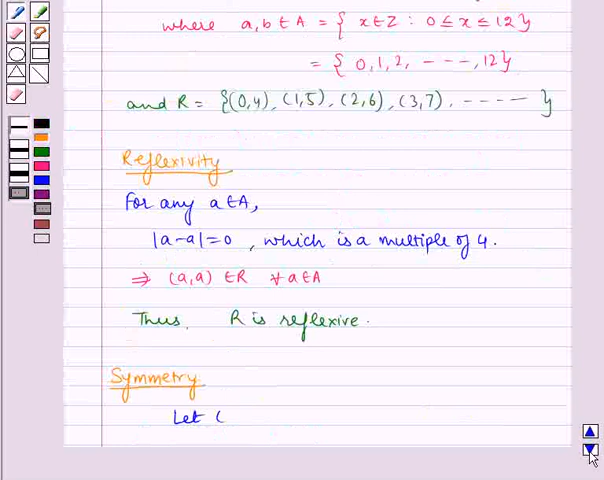 where a,b ∈ A = { x ∈ Z : 0 ≤ x ≤ 12 }
= { 0, 1, 2, ----, 12 }
and R = { (0,4), (1,5), (2,6), (3,7), ----- }
Reflexivity
For any a ∈ A,
|a-a| = 0 , which is a multiple of 4.
⇒ (a,a) ∈ R ∀ a ∈ A
Thus R is reflexive.
Symmetry
Let (